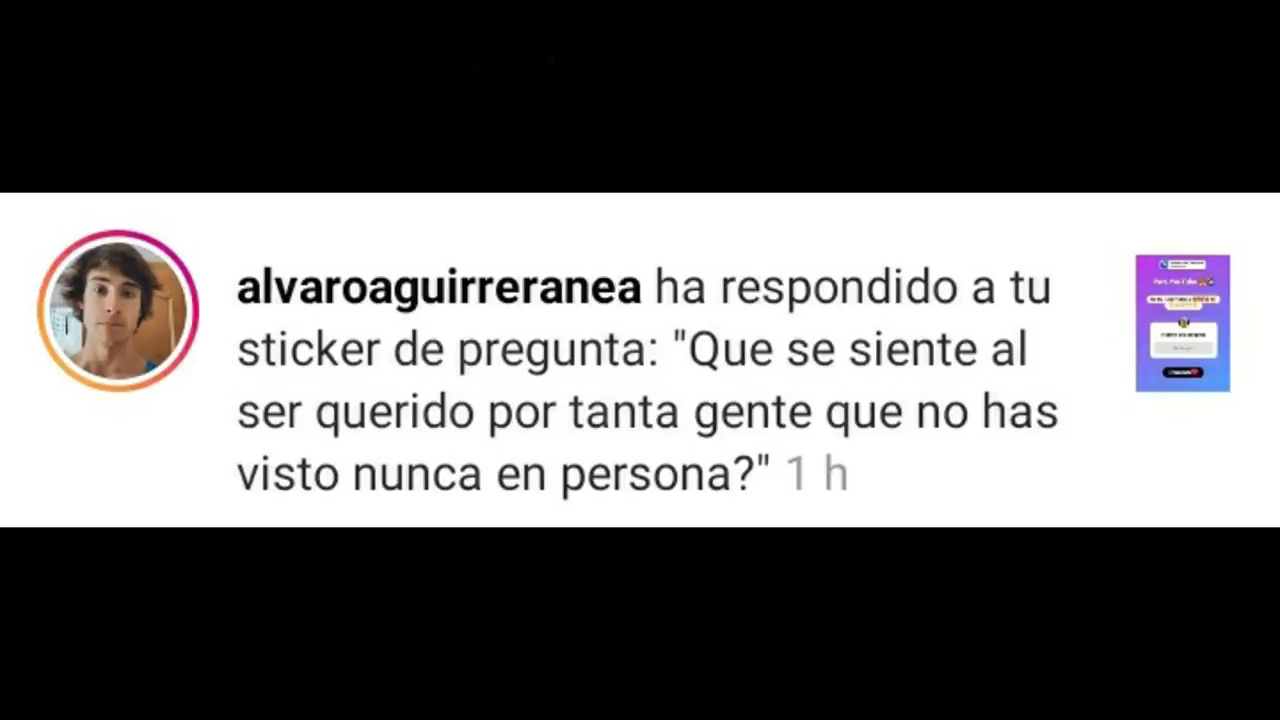 alvaroaguirreranea ha respondido a tu
sticker de pregunta: "Que se siente al
ser querido por tanta gente que no has
visto nunca en persona?" 1 h